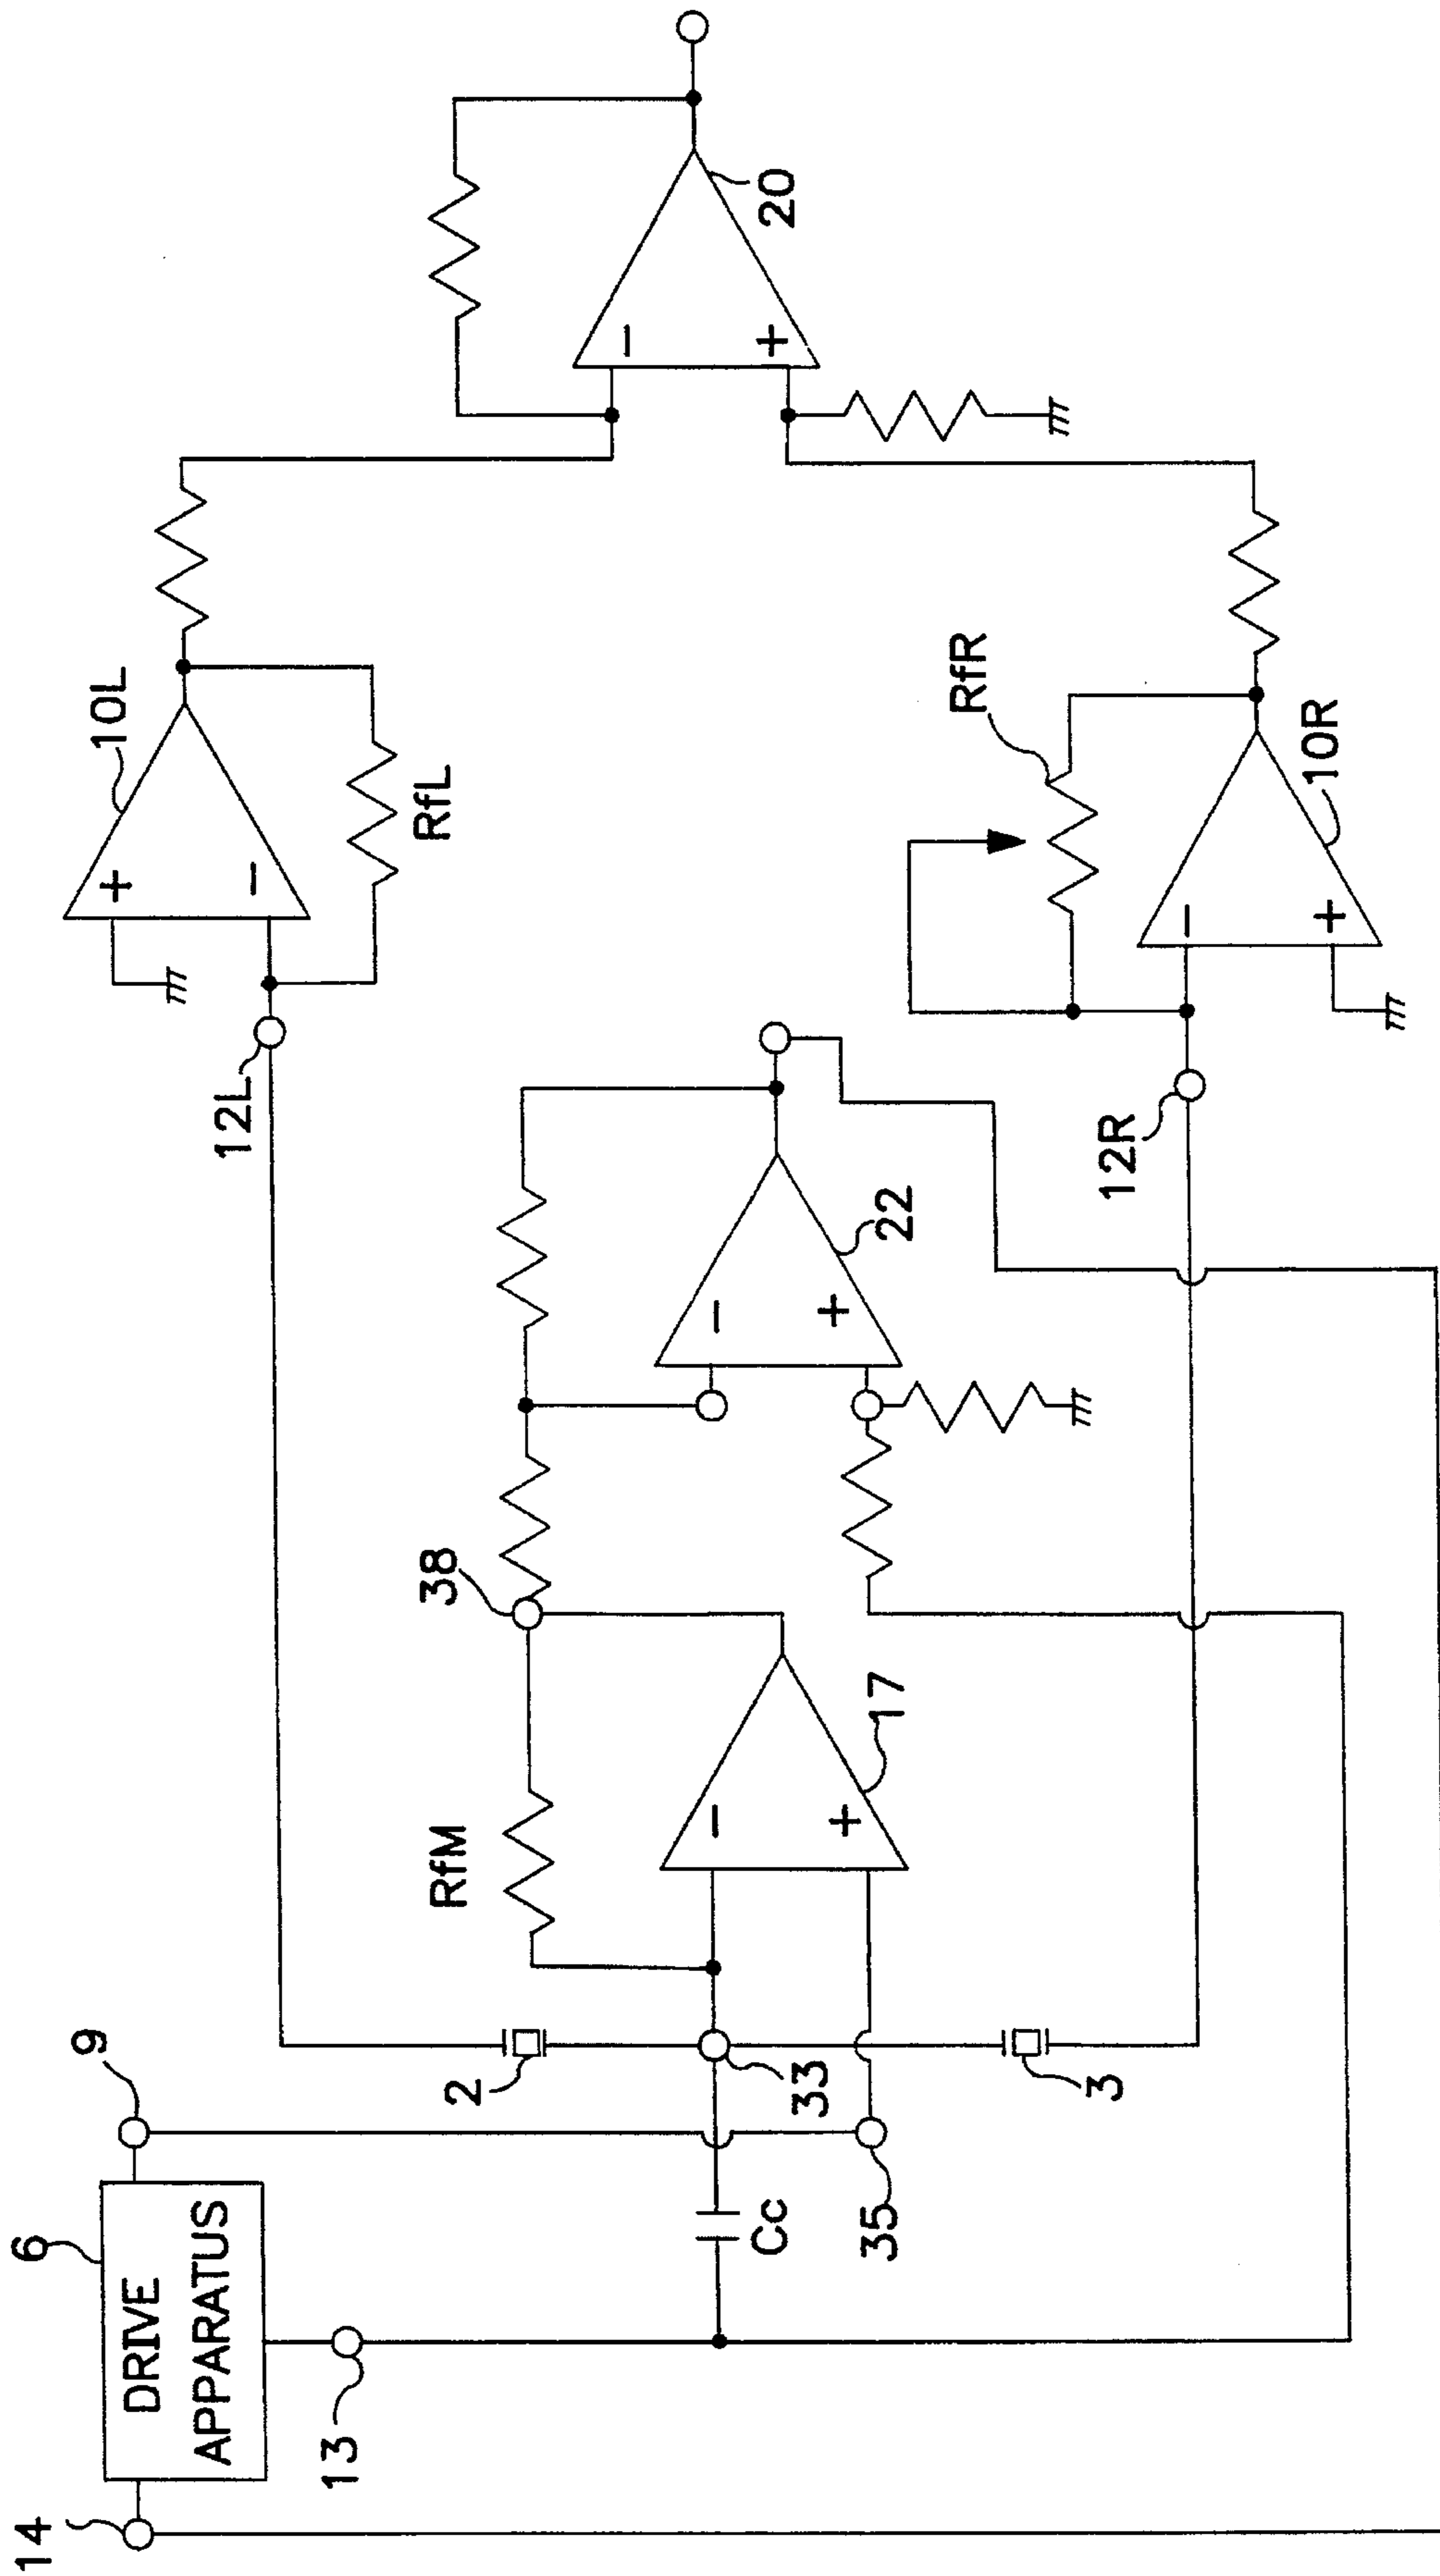 14
6
DRIVE
APPARATUS
9
13
Cc
35
2
33
3
RfM
17
38
22
12L
12R
10L
RfL
RfR
10R
20
+
−
−
+
−
+
−
+
−
+